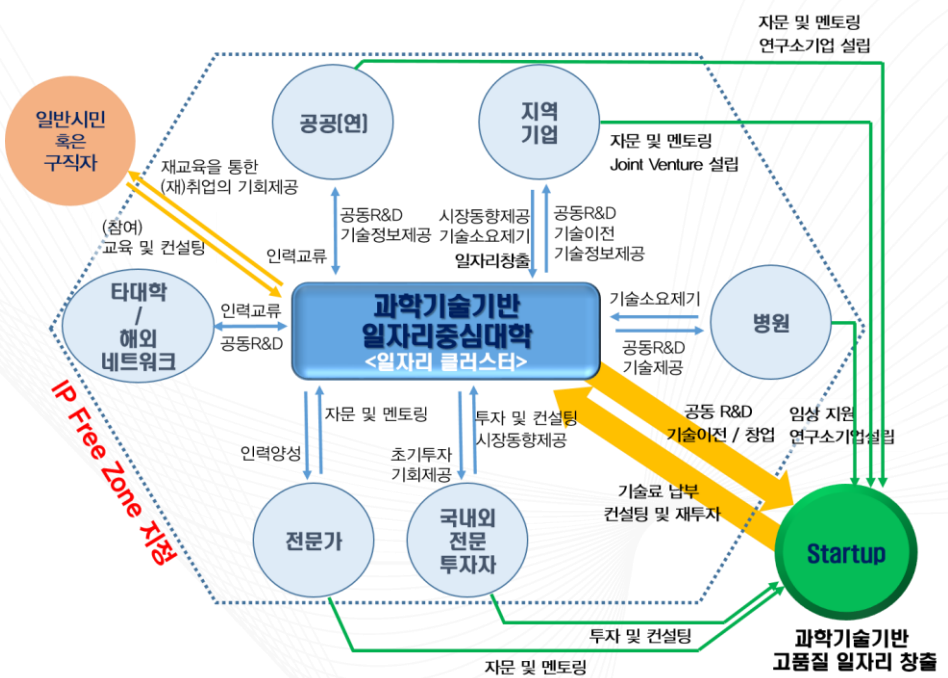 자문 및 멘토링
연구소기업 설립
일반시민
혹은
구직자
공공(연)
지역
기업
자문 및 멘토링
Joint Venture 설립
재교육을 통한
(재)취업의 기회제공
(참여)
교육 및 컨설팅
인력교류
공동R&D
기술정보제공
시장동향제공
기술소요제기
일자리창출
공동R&D
기술이전
기술정보제공
타대학
/
해외
네트워크
인력교류
공동R&D
과학기술기반
일자리중심대학
<일자리 클러스터>
기술소요제기
공동R&D
기술제공
병원
IP Free Zone 지정
인력양성
자문 및 멘토링
초기투자
기회제공
투자 및 컨설팅
시장동향제공
공동 R&D
기술이전 / 창업
임상 지원
연구소기업설립
기술료 납부
컨설팅 및 재투자
전문가
국내외
전문
투자자
Startup
투자 및 컨설팅
자문 및 멘토링
과학기술기반
고품질 일자리 창출